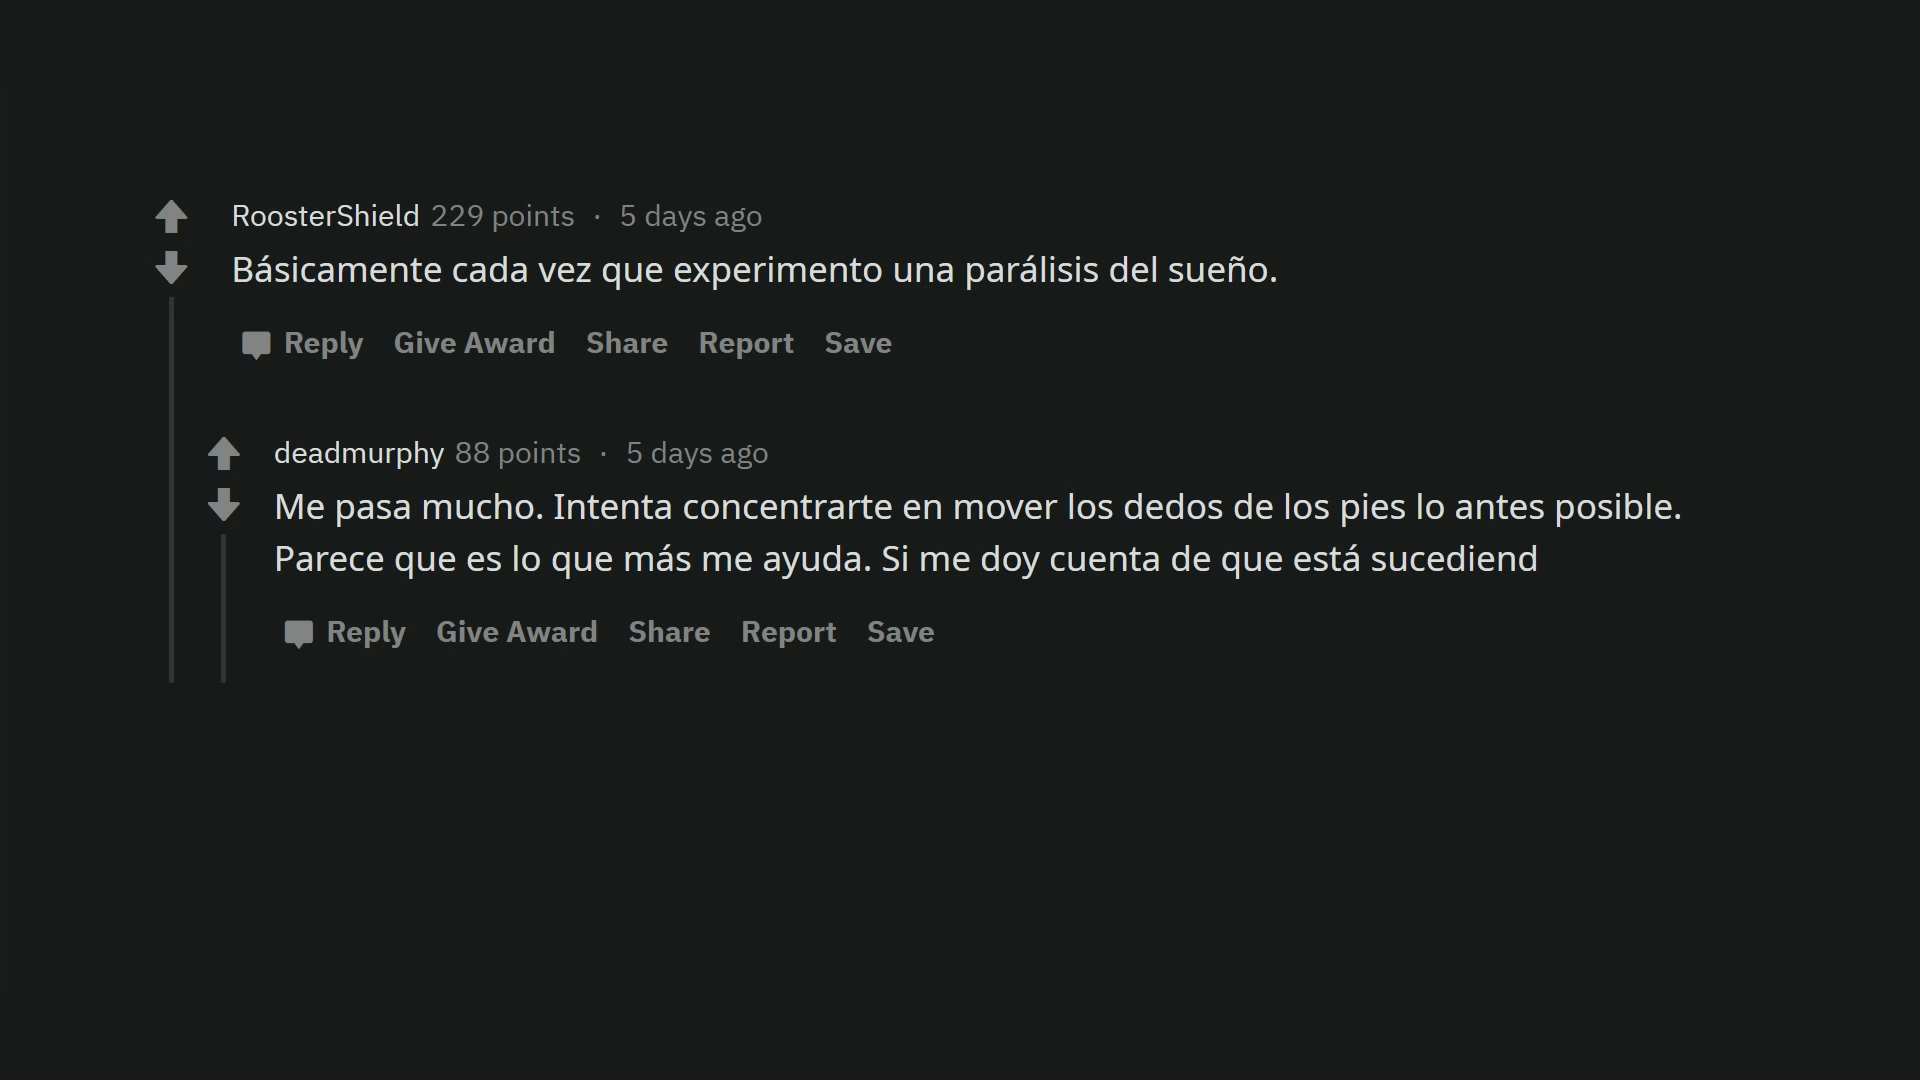 RoosterShield 229 points · 5 days ago
Básicamente cada vez que experimento una parálisis del sueño.
Reply Give Award Share Report Save
deadmurphy 88 points · 5 days ago
Me pasa mucho. Intenta concentrarte en mover los dedos de los pies lo antes posible.
Parece que es lo que más me ayuda. Si me doy cuenta de que está sucediend
Reply Give Award Share Report Save